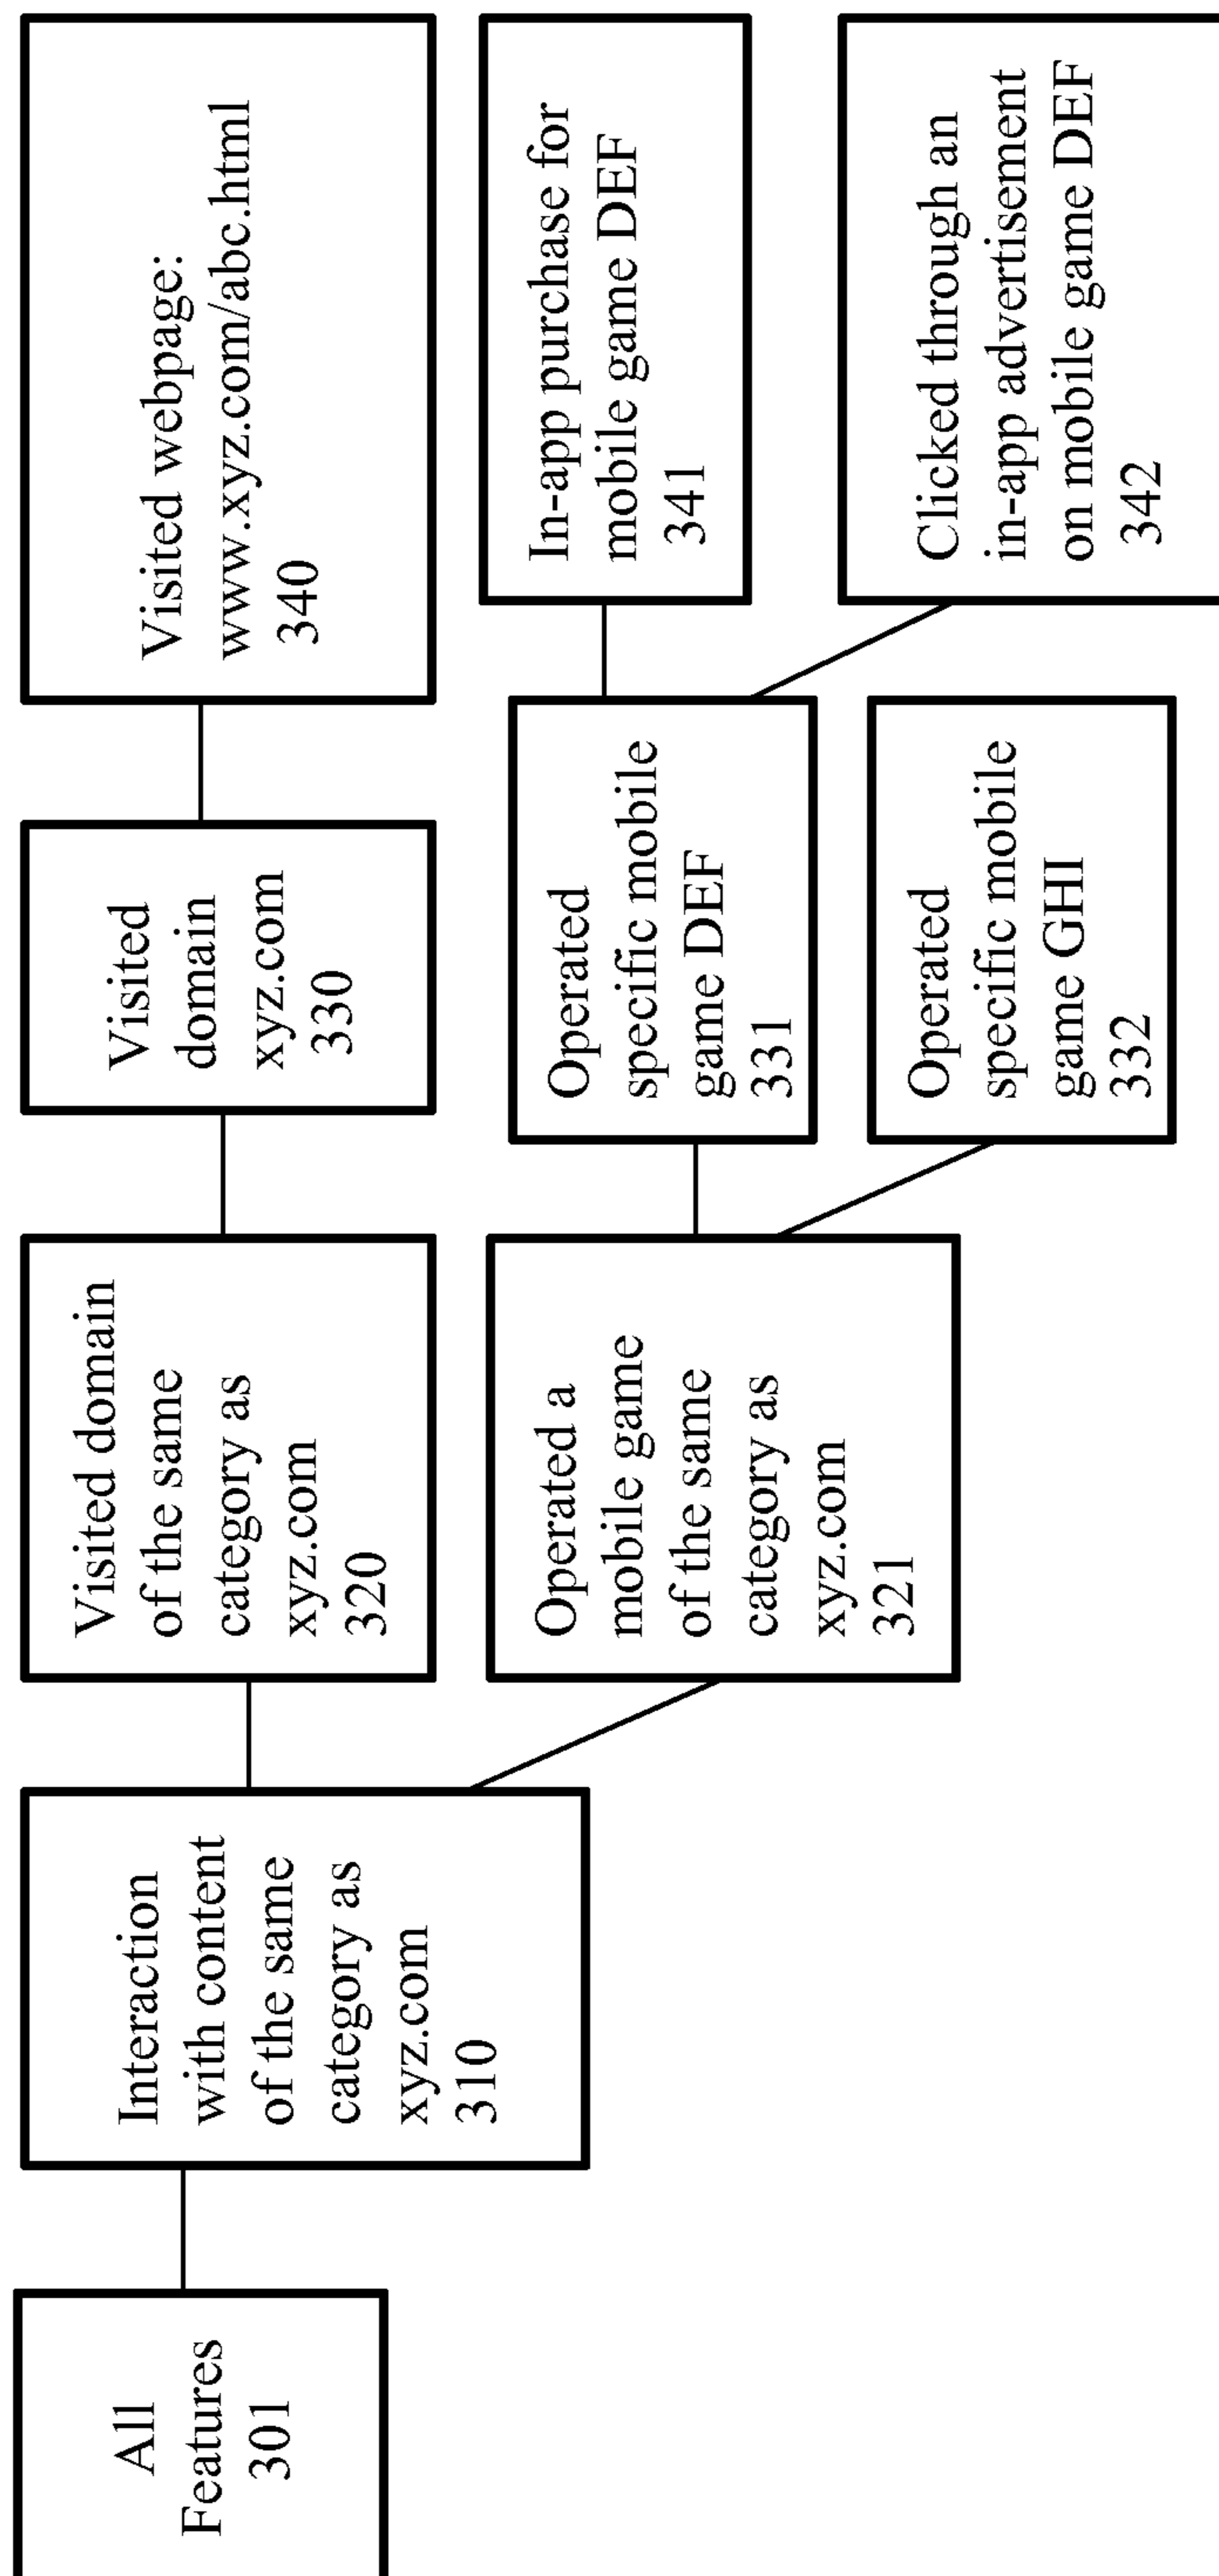 All
Features
301
Interaction
with content
of the same
category as
xyz.com
310
Visited domain
of the same
category as
xyz.com
320
Visited
domain
xyz.com
330
Visited webpage:
www.xyz.com/abc.html
340
Operated a
mobile game
of the same
category as
xyz.com
321
Operated
specific mobile
game DEF
331
In-app purchase for
mobile game DEF
341
Operated
specific mobile
game GHI
332
Clicked through an
in-app advertisement
on mobile game DEF
342